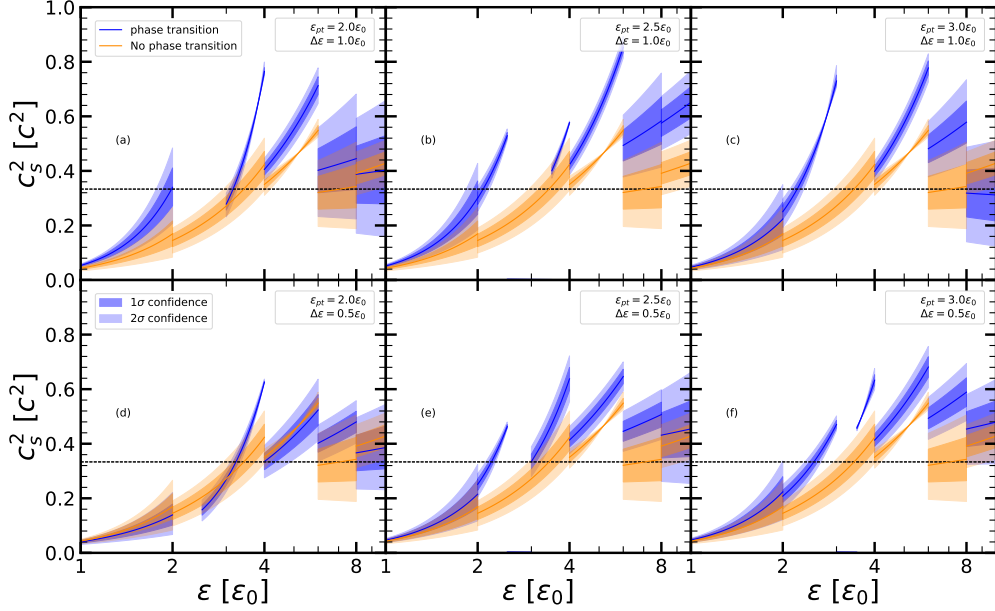 phase transition
No phase transition
ε_pt = 2.0ε_0
Δε = 1.0ε_0
(a)
ε_pt = 2.5ε_0
Δε = 1.0ε_0
(b)
ε_pt = 3.0ε_0
Δε = 1.0ε_0
(c)
1.0
0.8
0.6
0.4
0.2
0.0
c_s^2 [c^2]
1σ confidence
2σ confidence
ε_pt = 2.0ε_0
Δε = 0.5ε_0
(d)
ε_pt = 2.5ε_0
Δε = 0.5ε_0
(e)
ε_pt = 3.0ε_0
Δε = 0.5ε_0
(f)
0.8
0.6
0.4
0.2
0.0
c_s^2 [c^2]
1 2 4 8
1 2 4 8
1 2 4 8
ε [ε_0]
ε [ε_0]
ε [ε_0]